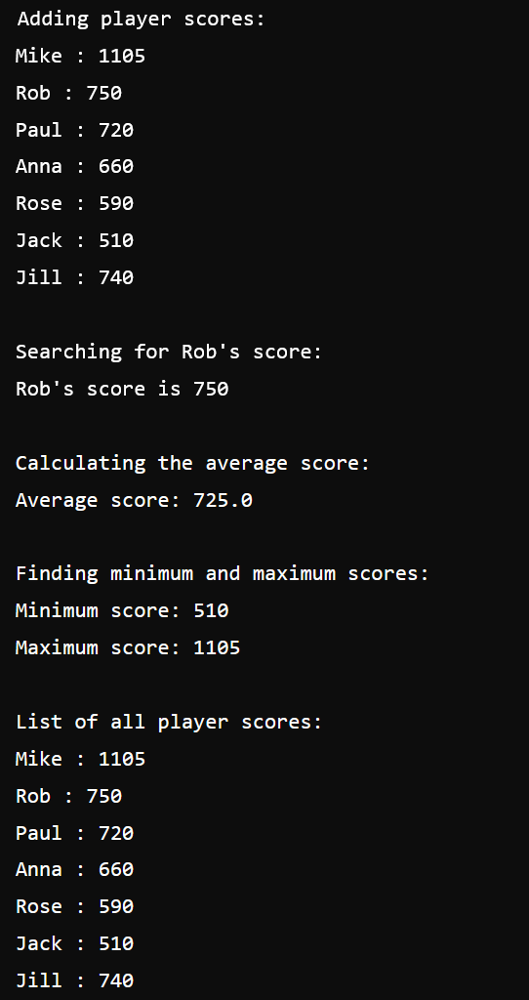 Adding player scores:
Mike : 1105
Rob : 750
Paul : 720
Anna : 660
Rose : 590
Jack : 510
Jill : 740
Searching for Rob's score:
Rob's score is 750
Calculating the average score:
Average score: 725.0
Finding minimum and maximum scores:
Minimum score: 510
Maximum score: 1105
List of all player scores:
Mike : 1105
Rob : 750
Paul : 720
Anna : 660
Rose : 590
Jack : 510
Jill : 740